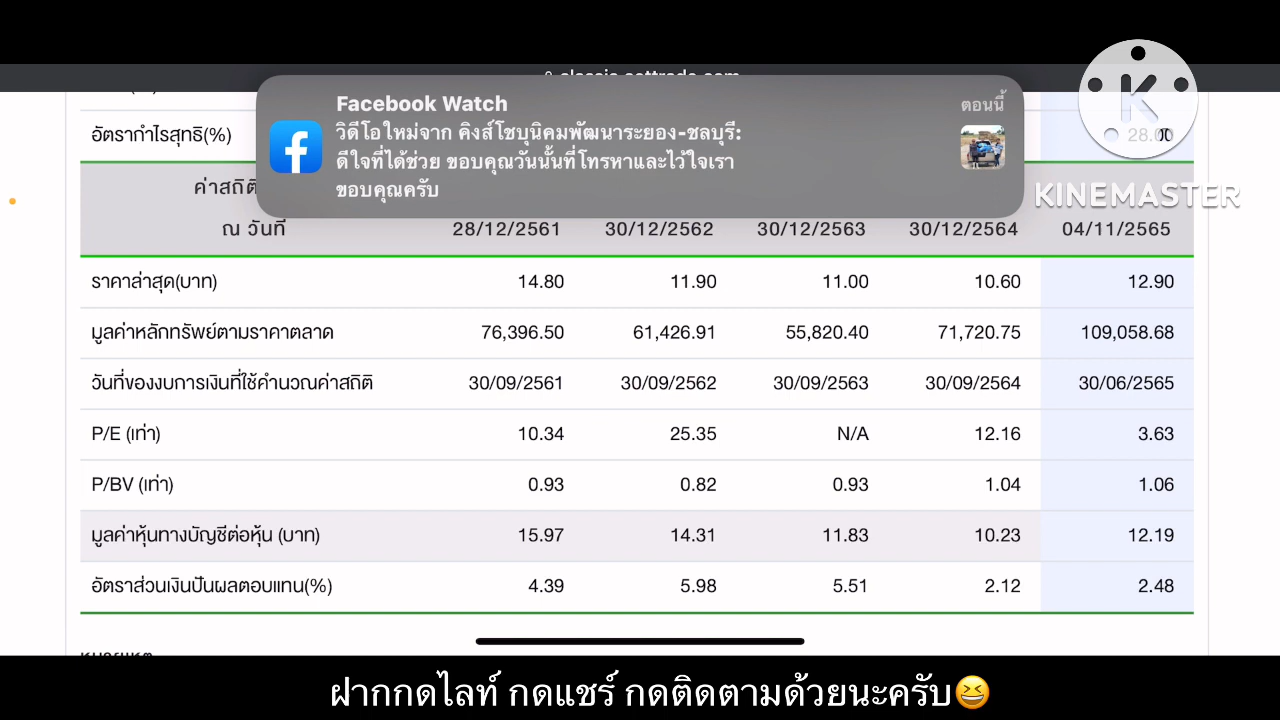 Facebook Watch ตอนนี้
วิดีโอใหม่จาก คิงส์โชบุนิคมพัฒนาระยอง-ชลบุรี:
ดีใจที่ได้ช่วย ขอบคุณวันนั้นที่โทรหาและไว้ใจเรา
ขอบคุณครับ
KINEMASTER
อัตรากำไรสุทธิ(%)
ค่าสถิติ
ณ วันที่ 28/12/2561 30/12/2562 30/12/2563 30/12/2564 04/11/2565
ราคาล่าสุด(บาท) 14.80 11.90 11.00 10.60 12.90
มูลค่าหลักทรัพย์ตามราคาตลาด 76,396.50 61,426.91 55,820.40 71,720.75 109,058.68
วันที่ของงบการเงินที่ใช้คำนวณค่าสถิติ 30/09/2561 30/09/2562 30/09/2563 30/09/2564 30/06/2565
P/E (เท่า) 10.34 25.35 N/A 12.16 3.63
P/BV (เท่า) 0.93 0.82 0.93 1.04 1.06
มูลค่าหุ้นทางบัญชีต่อหุ้น (บาท) 15.97 14.31 11.83 10.23 12.19
อัตราส่วนเงินปันผลตอบแทน(%) 4.39 5.98 5.51 2.12 2.48
ฝากกดไลท์ กดแชร์ กดติดตามด้วยนะครับ😆